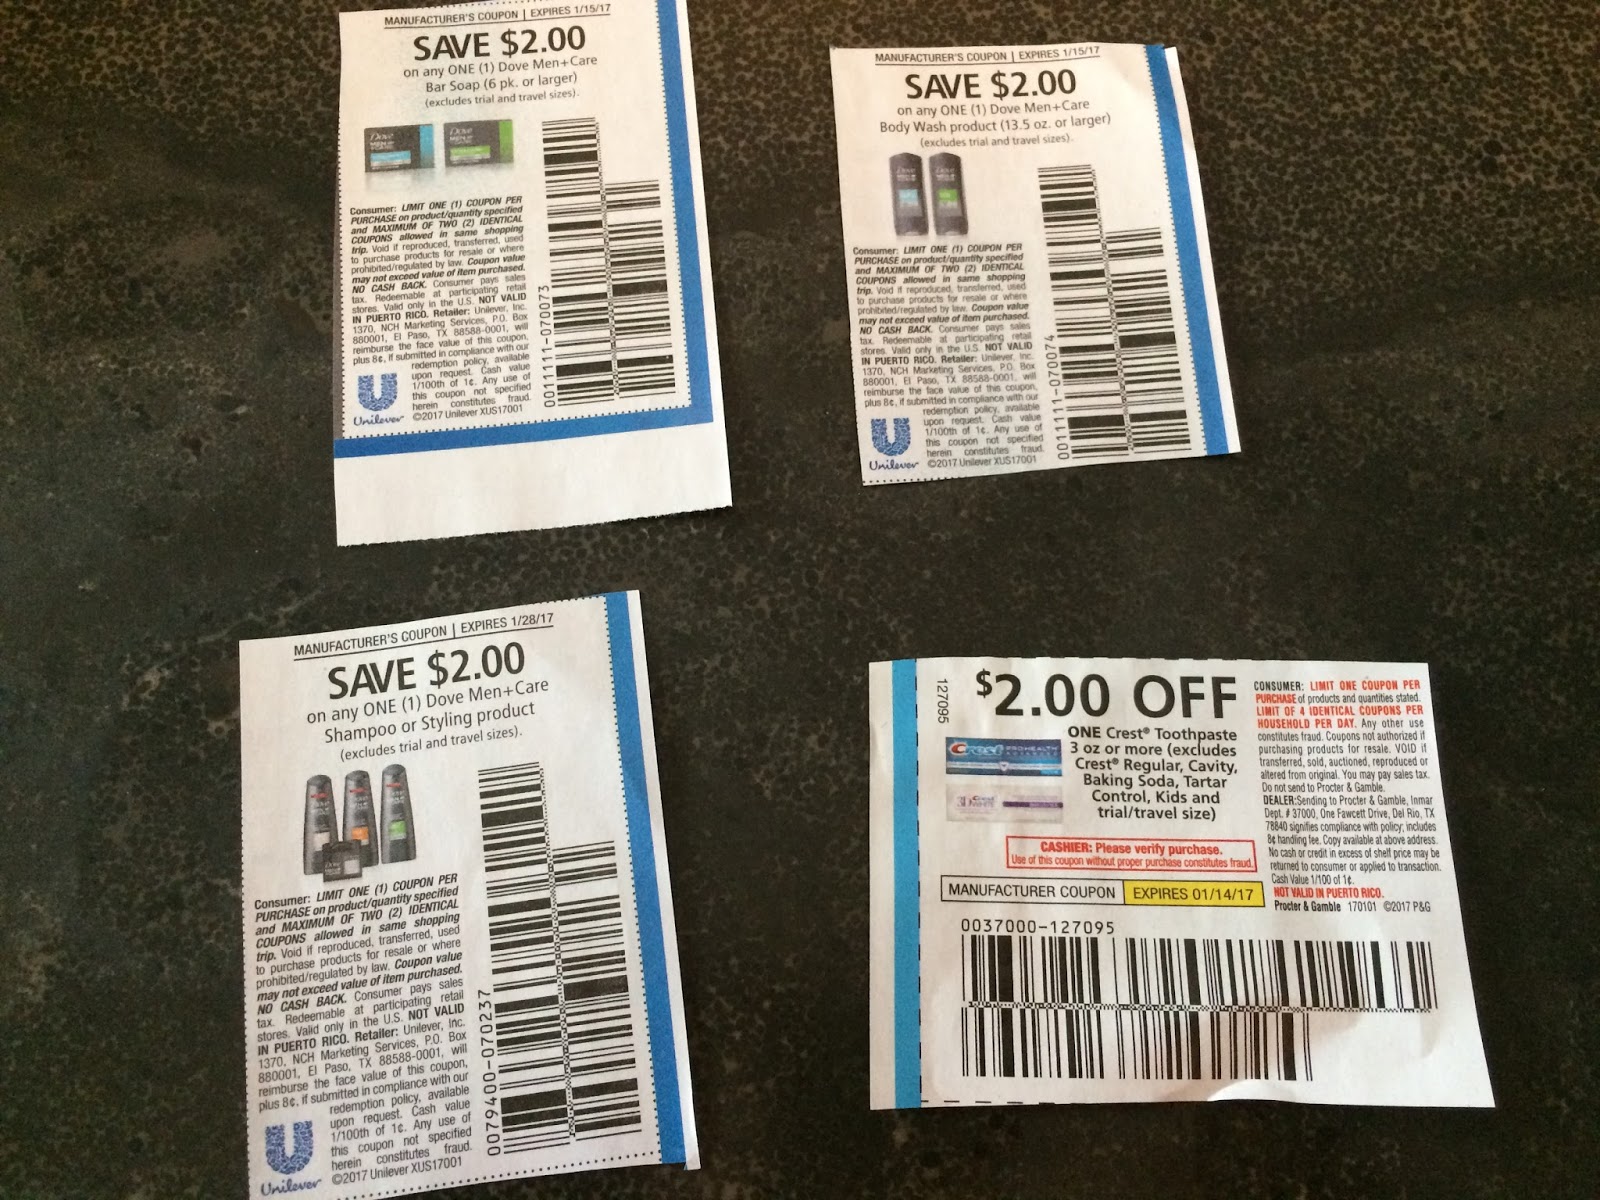 MANUFACTURER'S COUPON | EXPIRES 1/15/17
SAVE $2.00
on any ONE (1) Dove Men+Care
Bar Soap (6 pk. or larger)
(excludes trial and travel sizes).
Dove
MEN
+CARE
Dove
MEN
+CARE
Consumer: LIMIT ONE (1) COUPON PER
PURCHASE on product/quantity specified
and MAXIMUM OF TWO (2) IDENTICAL
COUPONS allowed in same shopping
trip. Void if reproduced, transferred, used
to purchase products for resale or where
prohibited/regulated by law. Coupon value
may not exceed value of item purchased.
NO CASH BACK. Consumer pays sales
tax. Redeemable at participating retail
stores. Valid only in the U.S. NOT VALID
IN PUERTO RICO. Retailer: Unilever, Inc.
1370, NCH Marketing Services, P.O. Box
880001, El Paso, TX 88588-0001, will
reimburse the face value of this coupon,
plus 8¢, if submitted in compliance with our
redemption policy, available
upon request. Cash value
1/100th of 1¢. Any use of
this coupon not specified
herein constitutes fraud.
©2017 Unilever XUS17001
Unilever
001111-070073
MANUFACTURER'S COUPON | EXPIRES 1/15/17
SAVE $2.00
on any ONE (1) Dove Men+Care
Body Wash product (13.5 oz. or larger)
(excludes trial and travel sizes).
Consumer: LIMIT ONE (1) COUPON PER
PURCHASE on product/quantity specified
and MAXIMUM OF TWO (2) IDENTICAL
COUPONS allowed in same shopping
trip. Void if reproduced, transferred, used
to purchase products for resale or where
prohibited/regulated by law. Coupon value
may not exceed value of item purchased.
NO CASH BACK. Consumer pays sales
tax. Redeemable at participating retail
stores. Valid only in the U.S. NOT VALID
IN PUERTO RICO. Retailer: Unilever, Inc.
1370, NCH Marketing Services, P.O. Box
880001, El Paso, TX 88588-0001, will
reimburse the face value of this coupon,
plus 8¢, if submitted in compliance with our
redemption policy, available
upon request. Cash value
1/100th of 1¢. Any use of
this coupon not specified
herein constitutes fraud.
©2017 Unilever XUS17001
Unilever
001111-070074
MANUFACTURER'S COUPON | EXPIRES 1/28/17
SAVE $2.00
on any ONE (1) Dove Men+Care
Shampoo or Styling product
(excludes trial and travel sizes).
Consumer: LIMIT ONE (1) COUPON PER
PURCHASE on product/quantity specified
and MAXIMUM OF TWO (2) IDENTICAL
COUPONS allowed in same shopping
trip. Void if reproduced, transferred, used
to purchase products for resale or where
prohibited/regulated by law. Coupon value
may not exceed value of item purchased.
NO CASH BACK. Consumer pays sales
tax. Redeemable at participating retail
stores. Valid only in the U.S. NOT VALID
IN PUERTO RICO. Retailer: Unilever, Inc.
1370, NCH Marketing Services, P.O. Box
880001, El Paso, TX 88588-0001, will
reimburse the face value of this coupon,
plus 8¢, if submitted in compliance with our
redemption policy, available
upon request. Cash value
1/100th of 1¢. Any use of
this coupon not specified
herein constitutes fraud.
©2017 Unilever XUS17001
Unilever
0079400-070237
127095
$2.00 OFF
ONE Crest® Toothpaste
3 oz or more (excludes
Crest® Regular, Cavity,
Baking Soda, Tartar
Control, Kids and
trial/travel size)
Crest PRO-HEALTH
ADVANCED
Crest
3D WHITE
CASHIER: Please verify purchase.
Use of this coupon without proper purchase constitutes fraud.
MANUFACTURER COUPON EXPIRES 01/14/17
0037000-127095
CONSUMER: LIMIT ONE COUPON PER
PURCHASE of products and quantities stated.
LIMIT OF 4 IDENTICAL COUPONS PER
HOUSEHOLD PER DAY. Any other use
constitutes fraud. Coupons not authorized if
purchasing products for resale. VOID if
transferred, sold, auctioned, reproduced or
altered from original. You may pay sales tax.
Do not send to Procter & Gamble.
DEALER:Sending to Procter & Gamble, Inmar
Dept. # 37000, One Fawcett Drive, Del Rio, TX
78840 signifies compliance with policy; includes
8¢ handling fee. Copy available at above address.
No cash or credit in excess of shelf price may be
returned to consumer or applied to transaction.
Cash Value 1/100 of 1¢.
NOT VALID IN PUERTO RICO.
Procter & Gamble 170101 ©2017 P&G